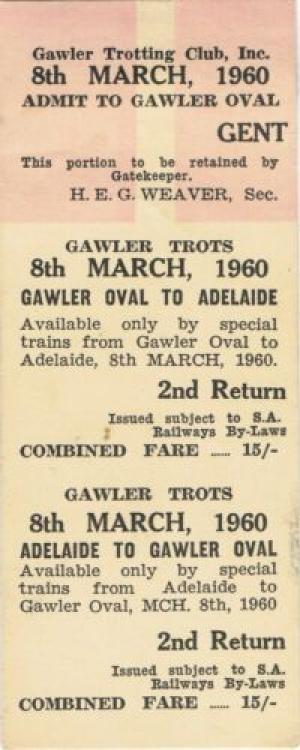 Gawler Trotting Club, Inc.
8th MARCH, 1960
ADMIT TO GAWLER OVAL
GENT
This portion to be retained by
Gatekeeper.
H. E. G. WEAVER, Sec.
GAWLER TROTS
8th MARCH, 1960
GAWLER OVAL TO ADELAIDE
Available only by special
trains from Gawler Oval to
Adelaide, 8th MARCH, 1960.
2nd Return
Issued subject to S.A.
Railways By-Laws
COMBINED FARE ...... 15/-
GAWLER TROTS
8th MARCH, 1960
ADELAIDE TO GAWLER OVAL
Available only by special
trains from Adelaide to
Gawler Oval, MCH. 8th, 1960
2nd Return
Issued subject to S.A.
Railways By-Laws
COMBINED FARE ...... 15/-